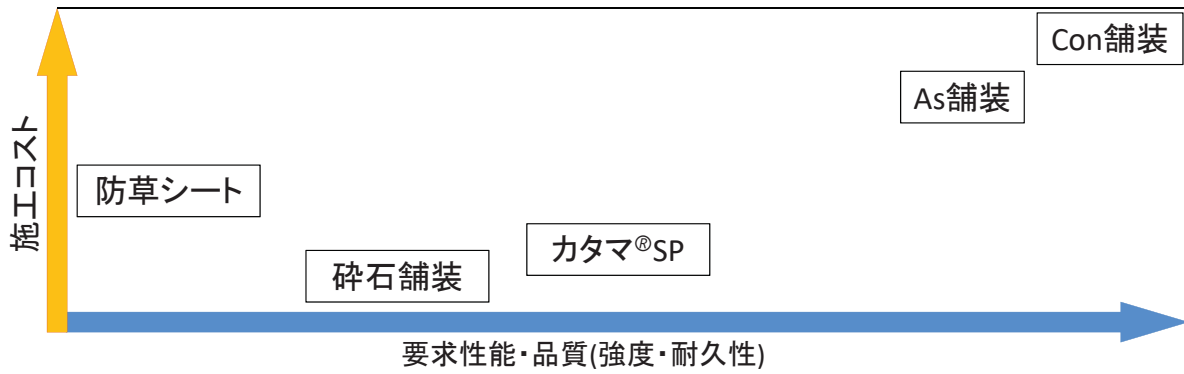 Con舗装
As舗装
施工コスト
防草シート
カタマ®SP
砕石舗装
要求性能・品質(強度・耐久性)